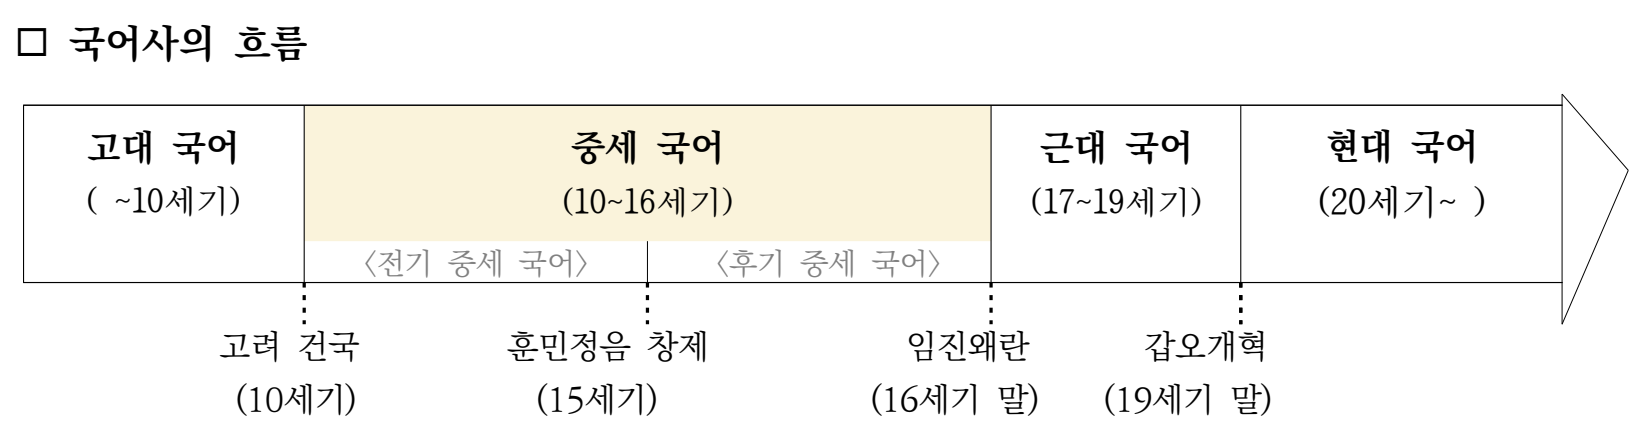 □ 국어사의 흐름
고대 국어 중세 국어 근대 국어 현대 국어
( ~10세기) (10~16세기) (17~19세기) (20세기~ )
〈전기 중세 국어〉 〈후기 중세 국어〉
고려 건국 훈민정음 창제 임진왜란 갑오개혁
(10세기) (15세기) (16세기 말) (19세기 말)